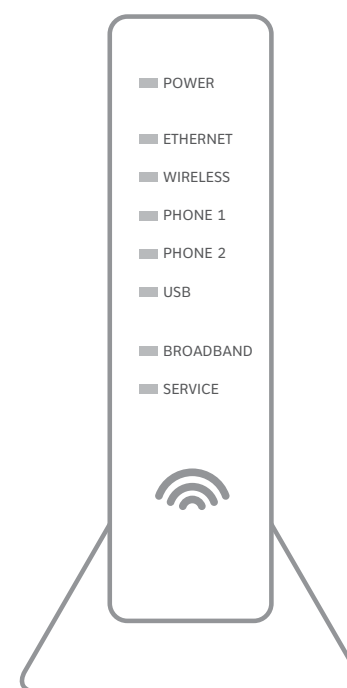 POWER
ETHERNET
WIRELESS
PHONE 1
PHONE 2
USB
BROADBAND
SERVICE